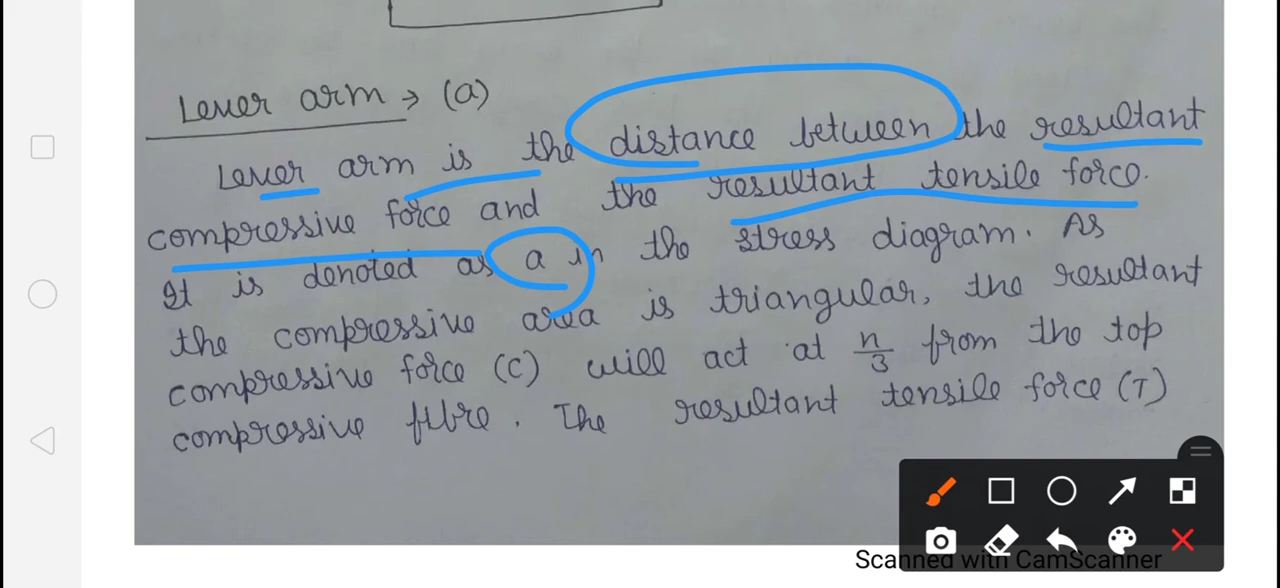 Lever arm → (a)
Lever arm is the distance between the resultant
compressive force and the resultant tensile force.
It is denoted as a in the stress diagram. As
the compressive area is triangular, the resultant
compressive force (C) will act at n/3 from the top
compressive fibre. The resultant tensile force (T)
Scanned with CamScanner